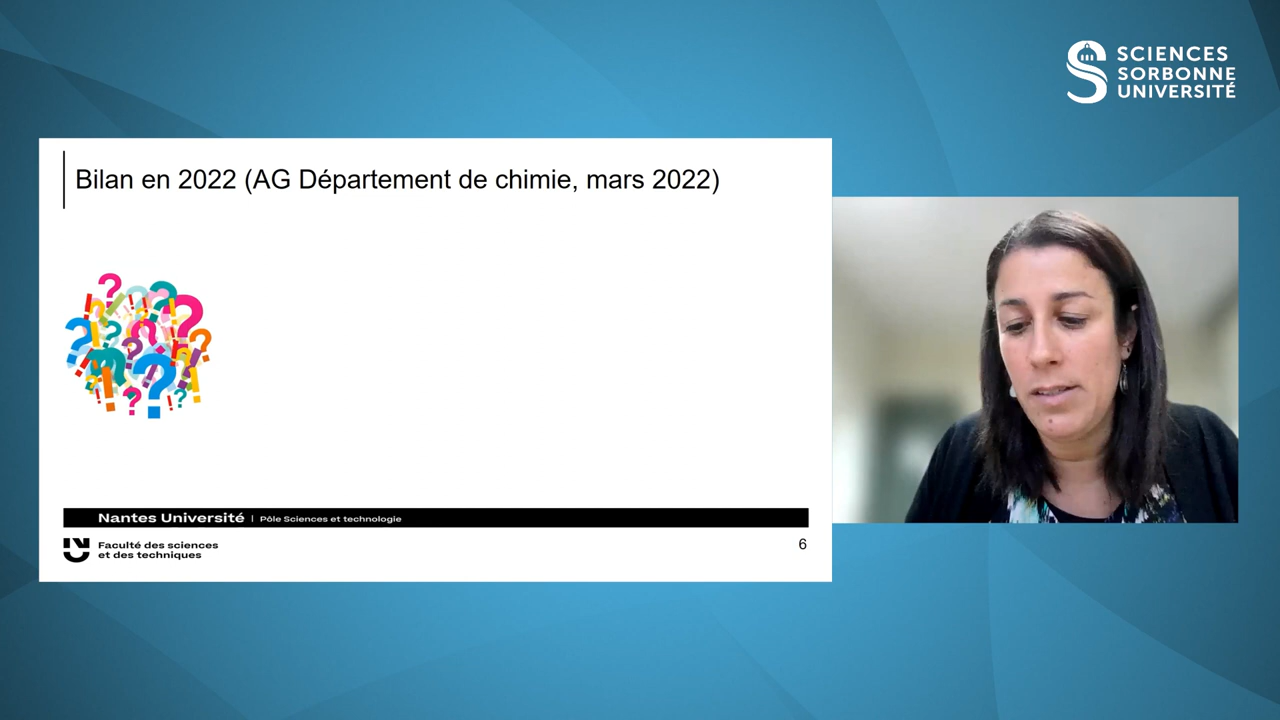 SCIENCES
SORBONNE
UNIVERSITÉ
Bilan en 2022 (AG Département de chimie, mars 2022)
Nantes Université | Pôle Sciences et technologie
Faculté des sciences
et des techniques
6